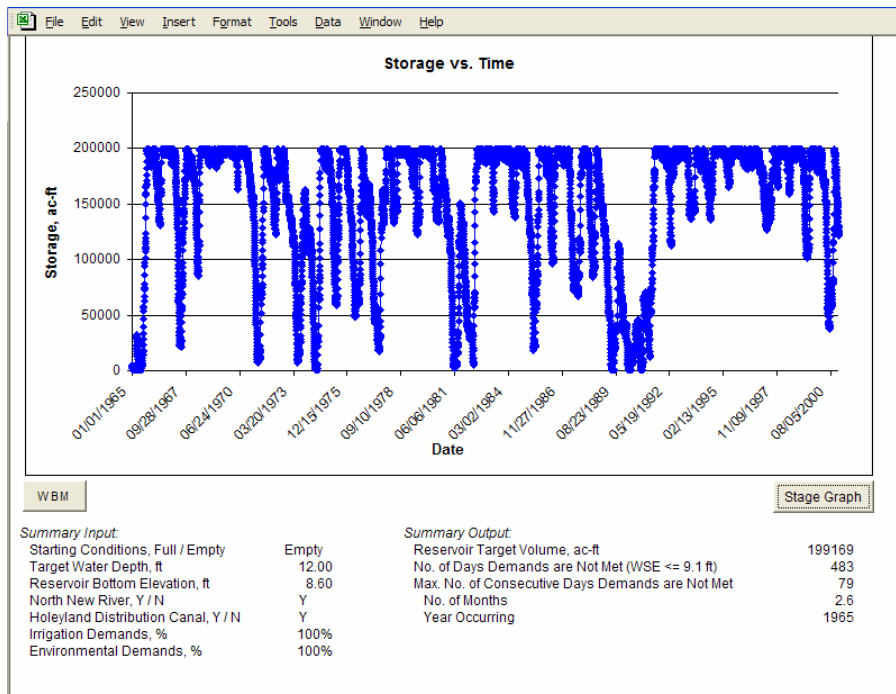 File Edit View Insert Format Tools Data Window Help
Storage vs. Time
250000
200000
150000
100000
50000
0
Storage, ac-ft
01/01/1965 09/28/1967 06/24/1970 03/20/1973 12/15/1975 09/10/1978 06/06/1981 03/02/1984 11/27/1986 08/23/1989 05/19/1992 02/13/1995 11/09/1997 08/05/2000
Date
WBM
Stage Graph
Summary Input:
Starting Conditions, Full / Empty Empty
Target Water Depth, ft 12.00
Reservoir Bottom Elevation, ft 8.60
North New River, Y / N Y
Holeyland Distribution Canal, Y / N Y
Irrigation Demands, % 100%
Environmental Demands, % 100%
Summary Output:
Reservoir Target Volume, ac-ft 199169
No. of Days Demands are Not Met (WSE <= 9.1 ft) 483
Max. No. of Consecutive Days Demands are Not Met 79
No. of Months 2.6
Year Occurring 1965